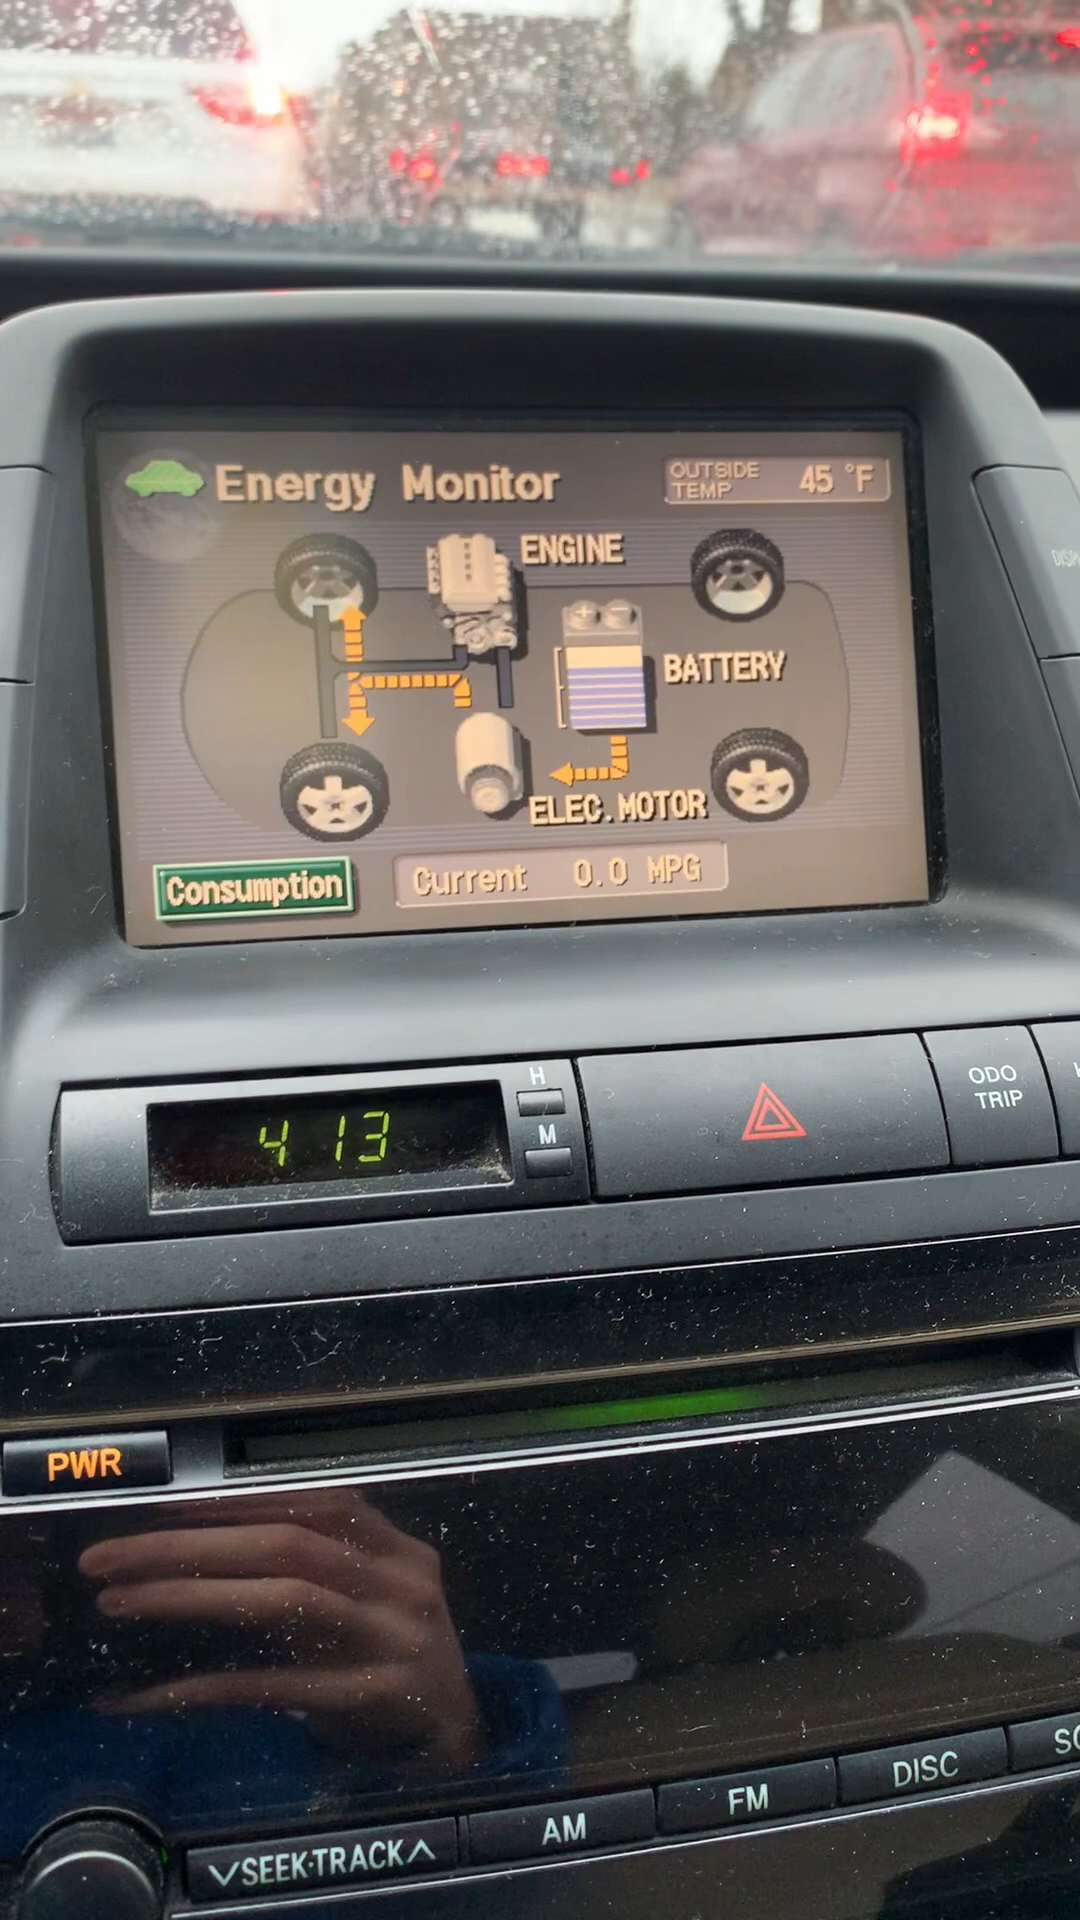 Energy Monitor
OUTSIDE
TEMP
45 °F
ENGINE
BATTERY
ELEC.MOTOR
Consumption
Current 0.0 MPG
4 13
H
M
ODO
TRIP
PWR
SEEK·TRACK
AM
FM
DISC